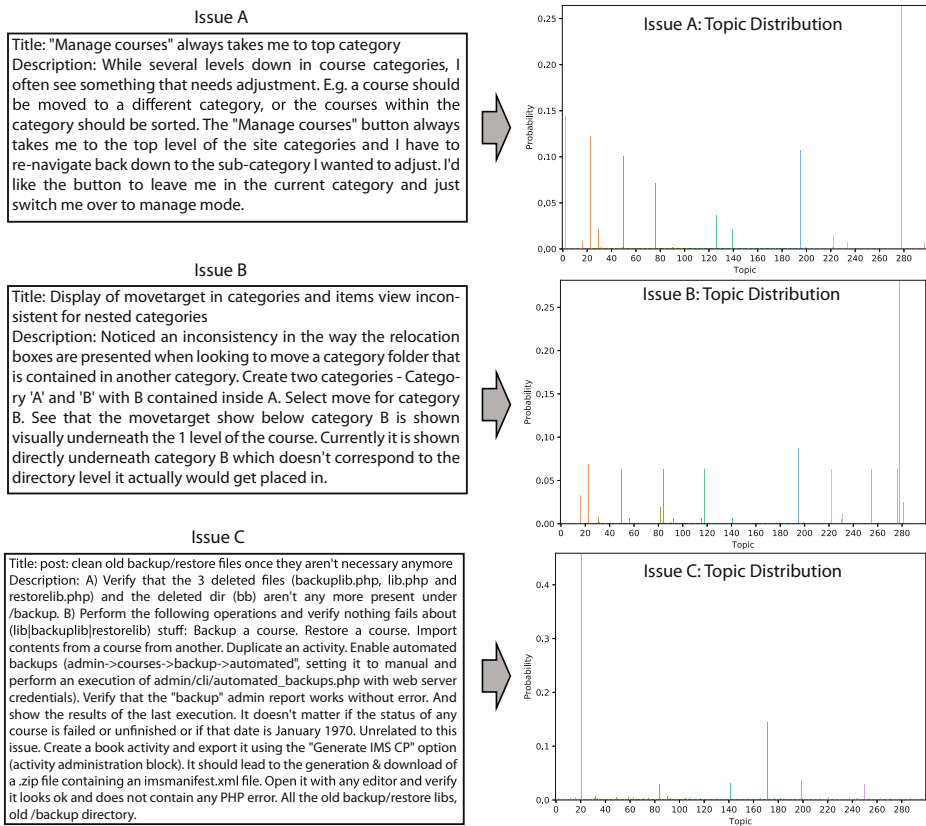 Issue A
Title: "Manage courses" always takes me to top category
Description: While several levels down in course categories, I
often see something that needs adjustment. E.g. a course should
be moved to a different category, or the courses within the
category should be sorted. The "Manage courses" button always
takes me to the top level of the site categories and I have to
re-navigate back down to the sub-category I wanted to adjust. I'd
like the button to leave me in the current category and just
switch me over to manage mode.
Issue A: Topic Distribution
Probability
0.25
0.20
0.15
0.10
0.05
0.00
0 20 40 60 80 100 120 140 160 180 200 220 240 260 280
Topic
Issue B
Title: Display of movetarget in categories and items view incon-
sistent for nested categories
Description: Noticed an inconsistency in the way the relocation
boxes are presented when looking to move a category folder that
is contained in another category. Create two categories - Catego-
ry 'A' and 'B' with B contained inside A. Select move for category
B. See that the movetarget show below category B is shown
visually underneath the 1 level of the course. Currently it is shown
directly underneath category B which doesn't correspond to the
directory level it actually would get placed in.
Issue B: Topic Distribution
Probability
0.25
0.20
0.15
0.10
0.05
0.00
0 20 40 60 80 100 120 140 160 180 200 220 240 260 280
Topic
Issue C
Title: post: clean old backup/restore files once they aren't necessary anymore
Description: A) Verify that the 3 deleted files (backuplib.php, lib.php and
restorelib.php) and the deleted dir (bb) aren't any more present under
/backup. B) Perform the following operations and verify nothing fails about
(lib|backuplib|restorelib) stuff: Backup a course. Restore a course. Import
contents from a course from another. Duplicate an activity. Enable automated
backups (admin->courses->backup->automated", setting it to manual and
perform an execution of admin/cli/automated_backups.php with web server
credentials). Verify that the "backup" admin report works without error. And
show the results of the last execution. It doesn't matter if the status of any
course is failed or unfinished or if that date is January 1970. Unrelated to this
issue. Create a book activity and export it using the "Generate IMS CP" option
(activity administration block). It should lead to the generation & download of
a .zip file containing an imsmanifest.xml file. Open it with any editor and verify
it looks ok and does not contain any PHP error. All the old backup/restore libs,
old /backup directory.
Issue C: Topic Distribution
Probability
0.4
0.3
0.2
0.1
0.0
0 20 40 60 80 100 120 140 160 180 200 220 240 260 280
Topic